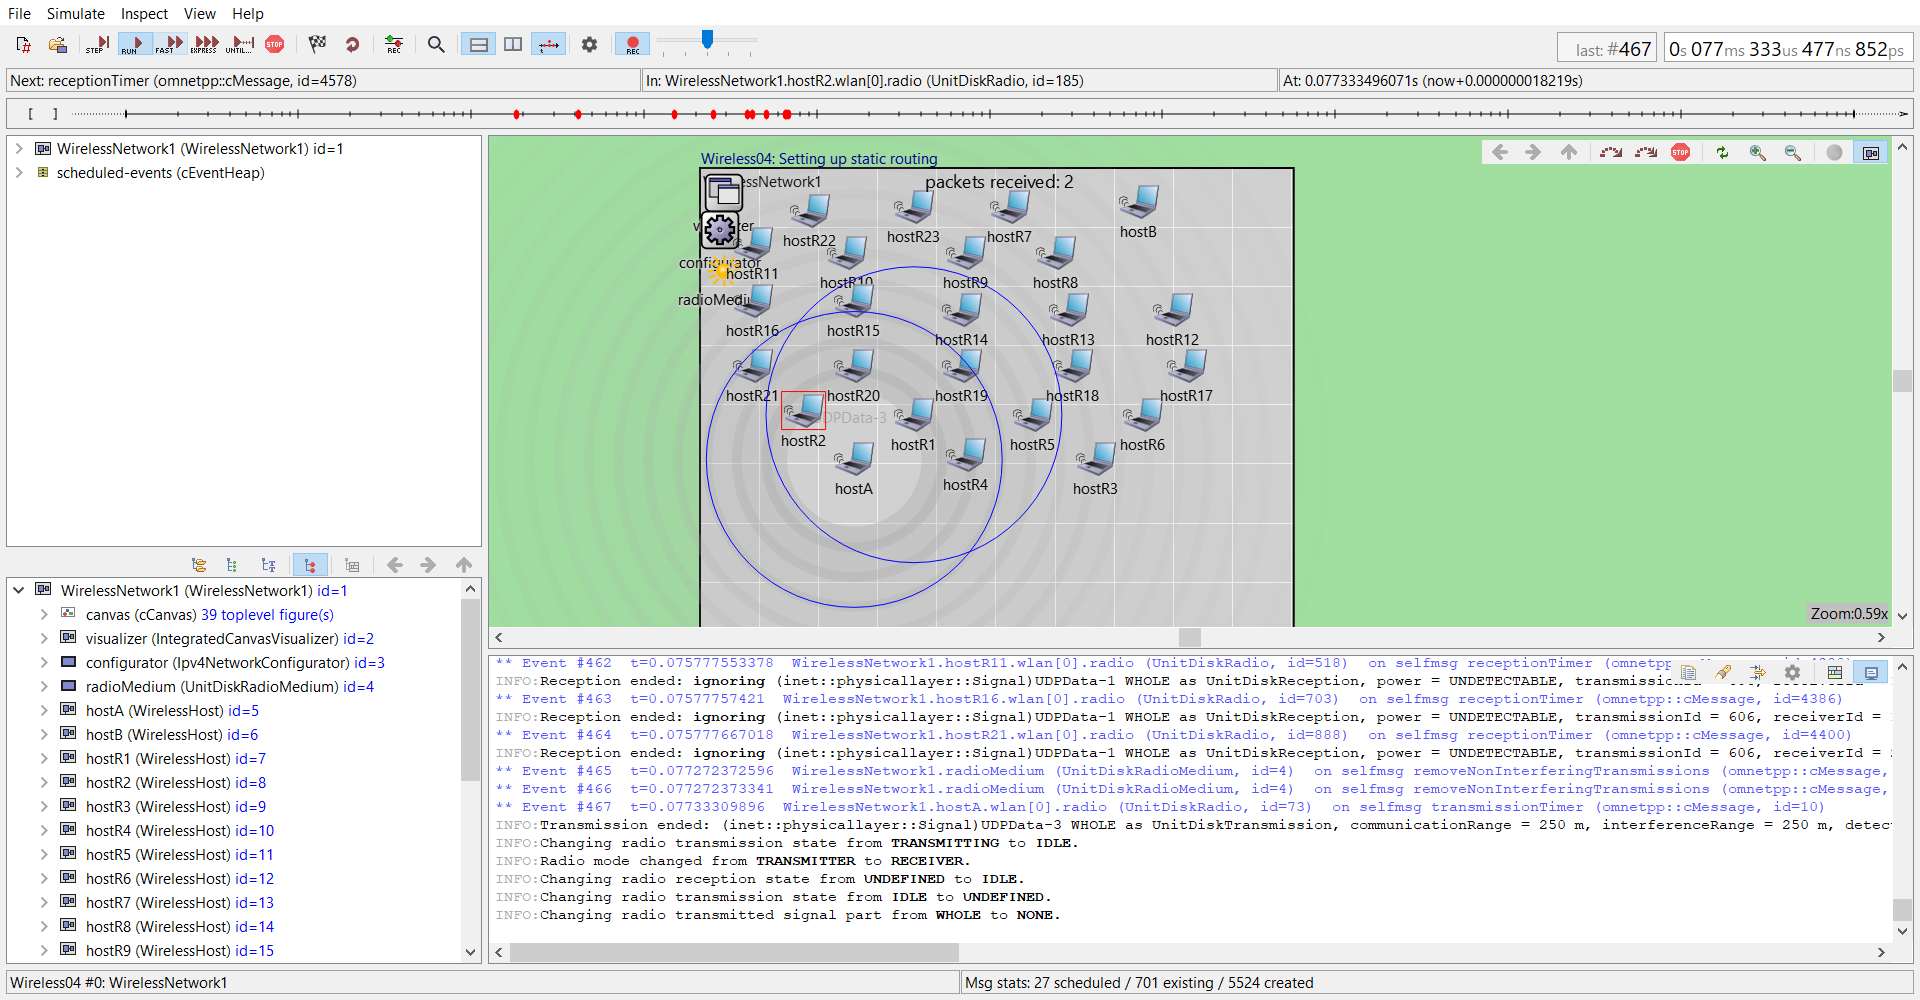 File Simulate Inspect View Help
STEP RUN FAST EXPRESS UNTIL... STOP REC REC
last: #467 0s 077ms 333us 477ns 852ps
Next: receptionTimer (omnetpp::cMessage, id=4578) In: WirelessNetwork1.hostR2.wlan[0].radio (UnitDiskRadio, id=185) At: 0.077333496071s (now+0.000000018219s)
[ ]
WirelessNetwork1 (WirelessNetwork1) id=1
scheduled-events (cEventHeap)
WirelessNetwork1 (WirelessNetwork1) id=1
canvas (cCanvas) 39 toplevel figure(s)
visualizer (IntegratedCanvasVisualizer) id=2
configurator (Ipv4NetworkConfigurator) id=3
radioMedium (UnitDiskRadioMedium) id=4
hostA (WirelessHost) id=5
hostB (WirelessHost) id=6
hostR1 (WirelessHost) id=7
hostR2 (WirelessHost) id=8
hostR3 (WirelessHost) id=9
hostR4 (WirelessHost) id=10
hostR5 (WirelessHost) id=11
hostR6 (WirelessHost) id=12
hostR7 (WirelessHost) id=13
hostR8 (WirelessHost) id=14
hostR9 (WirelessHost) id=15
STOP
Wireless04: Setting up static routing
packets received: 2
hostR22 hostR23 hostR7 hostB
configurator
hostR11 hostR10 hostR9 hostR8
hostR16 hostR15 hostR14 hostR13 hostR12
hostR21 hostR20 hostR19 hostR18 hostR17
hostR2 hostR1 hostR5 hostR6
hostA hostR4 hostR3
Zoom:0.59x
** Event #462 t=0.075777553378 WirelessNetwork1.hostR11.wlan[0].radio (UnitDiskRadio, id=518) on selfmsg receptionTimer
INFO:Reception ended: ignoring (inet::physicallayer::Signal)UDPData-1 WHOLE as UnitDiskReception, power = UNDETECTABLE,
** Event #463 t=0.07577757421 WirelessNetwork1.hostR16.wlan[0].radio (UnitDiskRadio, id=703) on selfmsg receptionTimer (omnetpp::cMessage, id=4386)
INFO:Reception ended: ignoring (inet::physicallayer::Signal)UDPData-1 WHOLE as UnitDiskReception, power = UNDETECTABLE, transmissionId = 606, receiverId =
** Event #464 t=0.075777667018 WirelessNetwork1.hostR21.wlan[0].radio (UnitDiskRadio, id=888) on selfmsg receptionTimer (omnetpp::cMessage, id=4400)
INFO:Reception ended: ignoring (inet::physicallayer::Signal)UDPData-1 WHOLE as UnitDiskReception, power = UNDETECTABLE, transmissionId = 606, receiverId =
** Event #465 t=0.077272372596 WirelessNetwork1.radioMedium (UnitDiskRadioMedium, id=4) on selfmsg removeNonInterferingTransmissions (omnetpp::cMessage,
** Event #466 t=0.077272373341 WirelessNetwork1.radioMedium (UnitDiskRadioMedium, id=4) on selfmsg removeNonInterferingTransmissions (omnetpp::cMessage,
** Event #467 t=0.07733309896 WirelessNetwork1.hostA.wlan[0].radio (UnitDiskRadio, id=73) on selfmsg transmissionTimer (omnetpp::cMessage, id=10)
INFO:Transmission ended: (inet::physicallayer::Signal)UDPData-3 WHOLE as UnitDiskTransmission, communicationRange = 250 m, interferenceRange = 250 m, detec
INFO:Changing radio transmission state from TRANSMITTING to IDLE.
INFO:Radio mode changed from TRANSMITTER to RECEIVER.
INFO:Changing radio reception state from UNDEFINED to IDLE.
INFO:Changing radio transmission state from IDLE to UNDEFINED.
INFO:Changing radio transmitted signal part from WHOLE to NONE.
Wireless04 #0: WirelessNetwork1 Msg stats: 27 scheduled / 701 existing / 5524 created